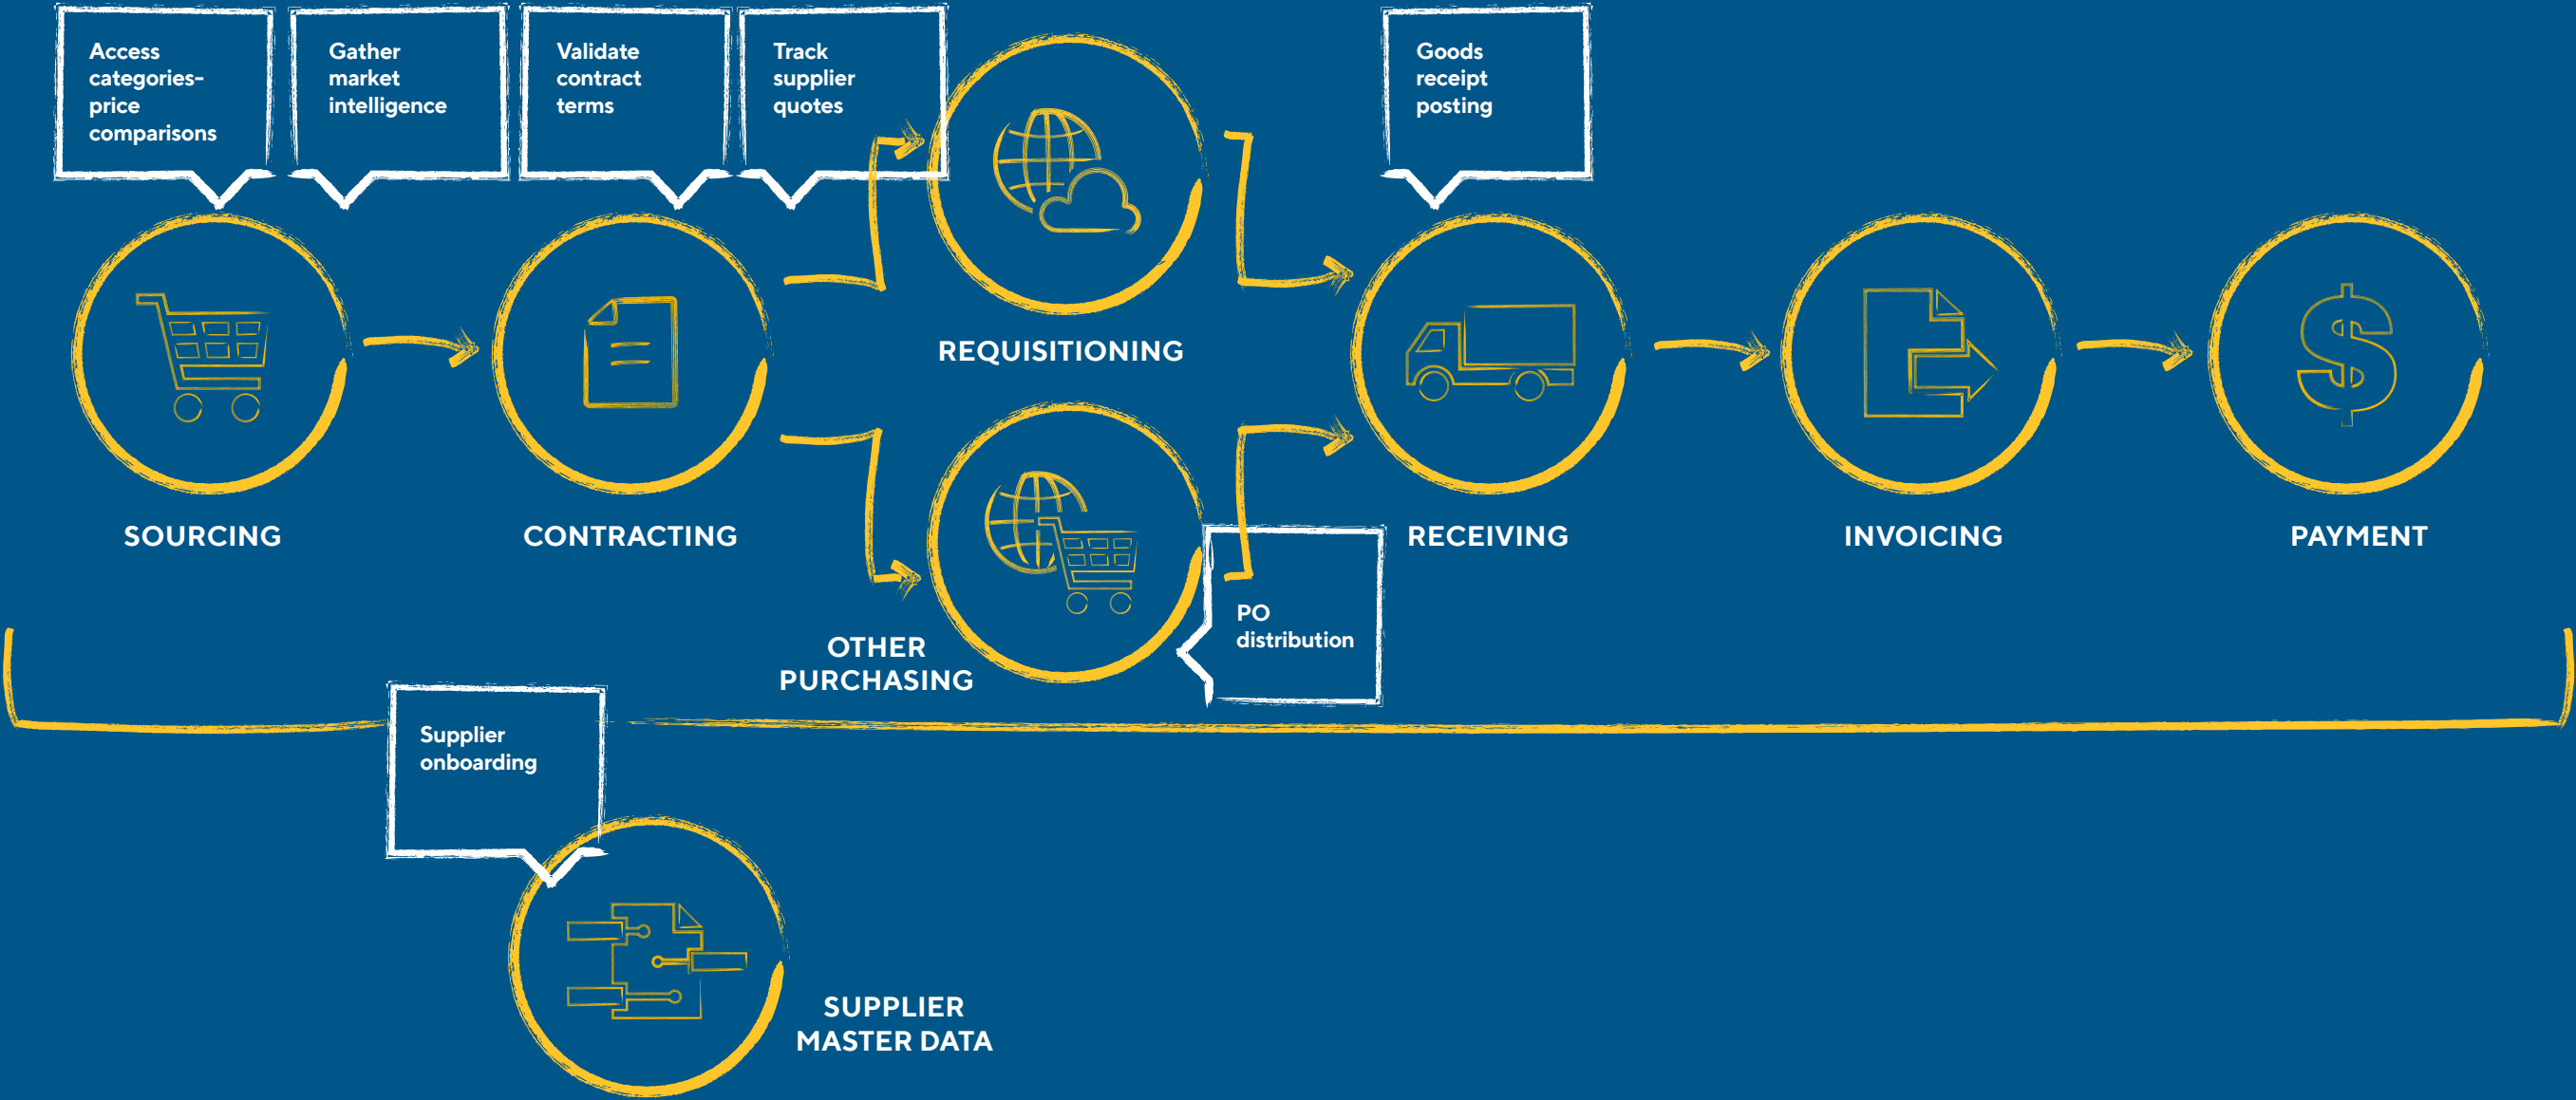 Access
categories-
price
comparisons
Gather
market
intelligence
Validate
contract
terms
Track
supplier
quotes
Goods
receipt
posting
REQUISITIONING
SOURCING
CONTRACTING
RECEIVING
INVOICING
PAYMENT
PO
distribution
OTHER
PURCHASING
Supplier
onboarding
SUPPLIER
MASTER DATA